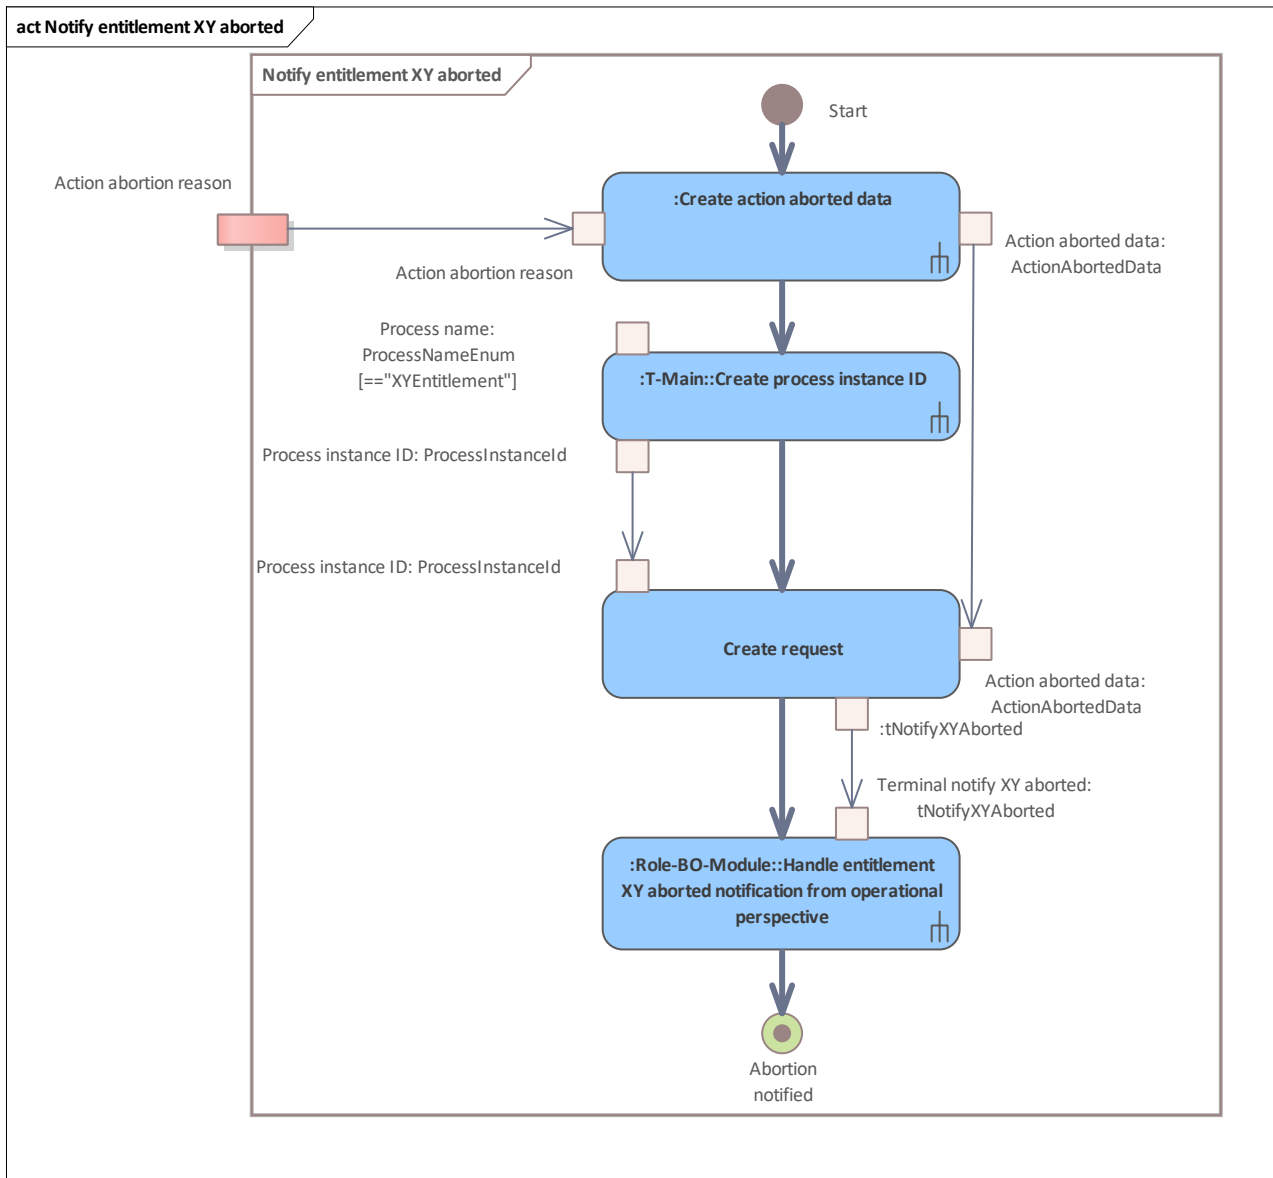 act Notify entitlement XY aborted
Notify entitlement XY aborted
Start
Action abortion reason
:Create action aborted data
Action aborted data:
ActionAbortedData
Action abortion reason
Process name:
ProcessNameEnum
[=="XYEntitlement"]
:T-Main::Create process instance ID
Process instance ID: ProcessInstanceId
Process instance ID: ProcessInstanceId
Create request
Action aborted data:
ActionAbortedData
:tNotifyXYAborted
Terminal notify XY aborted:
tNotifyXYAborted
:Role-BO-Module::Handle entitlement
XY aborted notification from operational
perspective
Abortion
notified